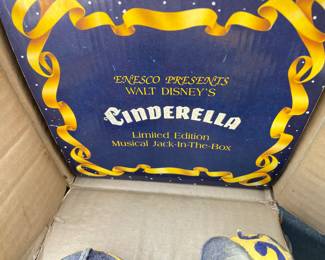 ENESCO PRESENTS
WALT DISNEY'S
CINDERELLA
Limited Edition
Musical Jack-In-The-Box